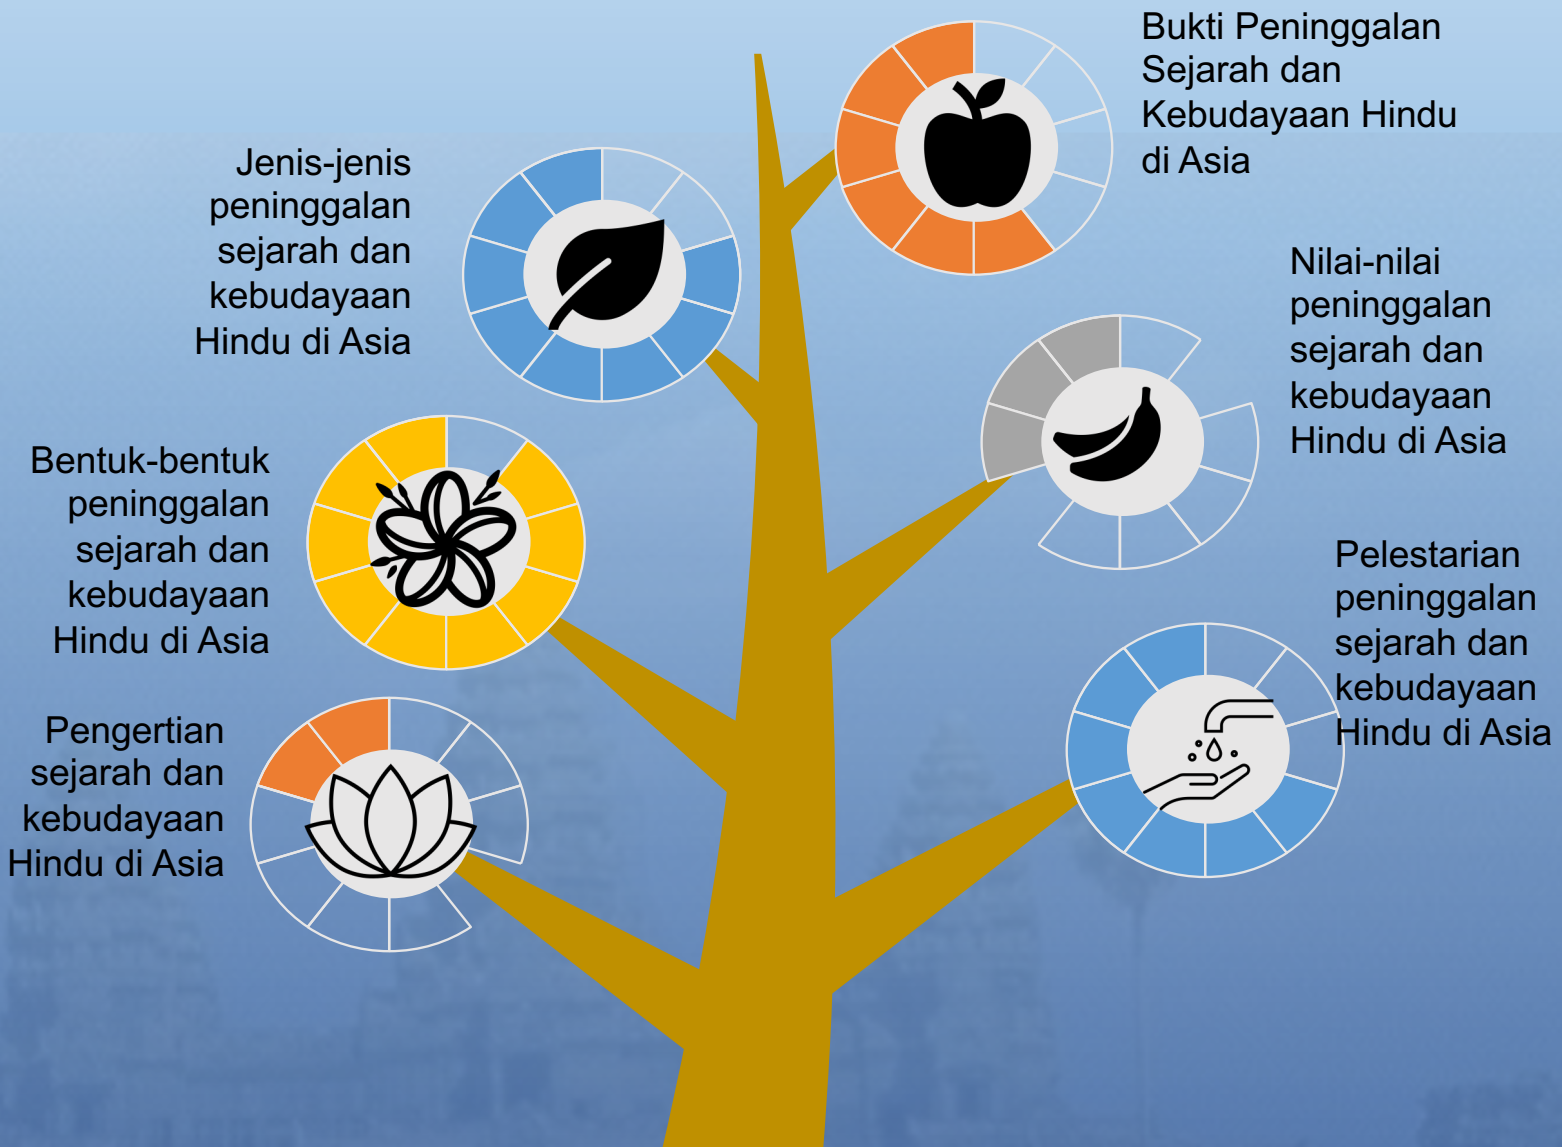 Bukti Peninggalan
Sejarah dan
Kebudayaan Hindu
di Asia
Jenis-jenis
peninggalan
sejarah dan
kebudayaan
Hindu di Asia
Nilai-nilai
peninggalan
sejarah dan
kebudayaan
Hindu di Asia
Bentuk-bentuk
peninggalan
sejarah dan
kebudayaan
Hindu di Asia
Pelestarian
peninggalan
sejarah dan
kebudayaan
Hindu di Asia
Pengertian
sejarah dan
kebudayaan
Hindu di Asia